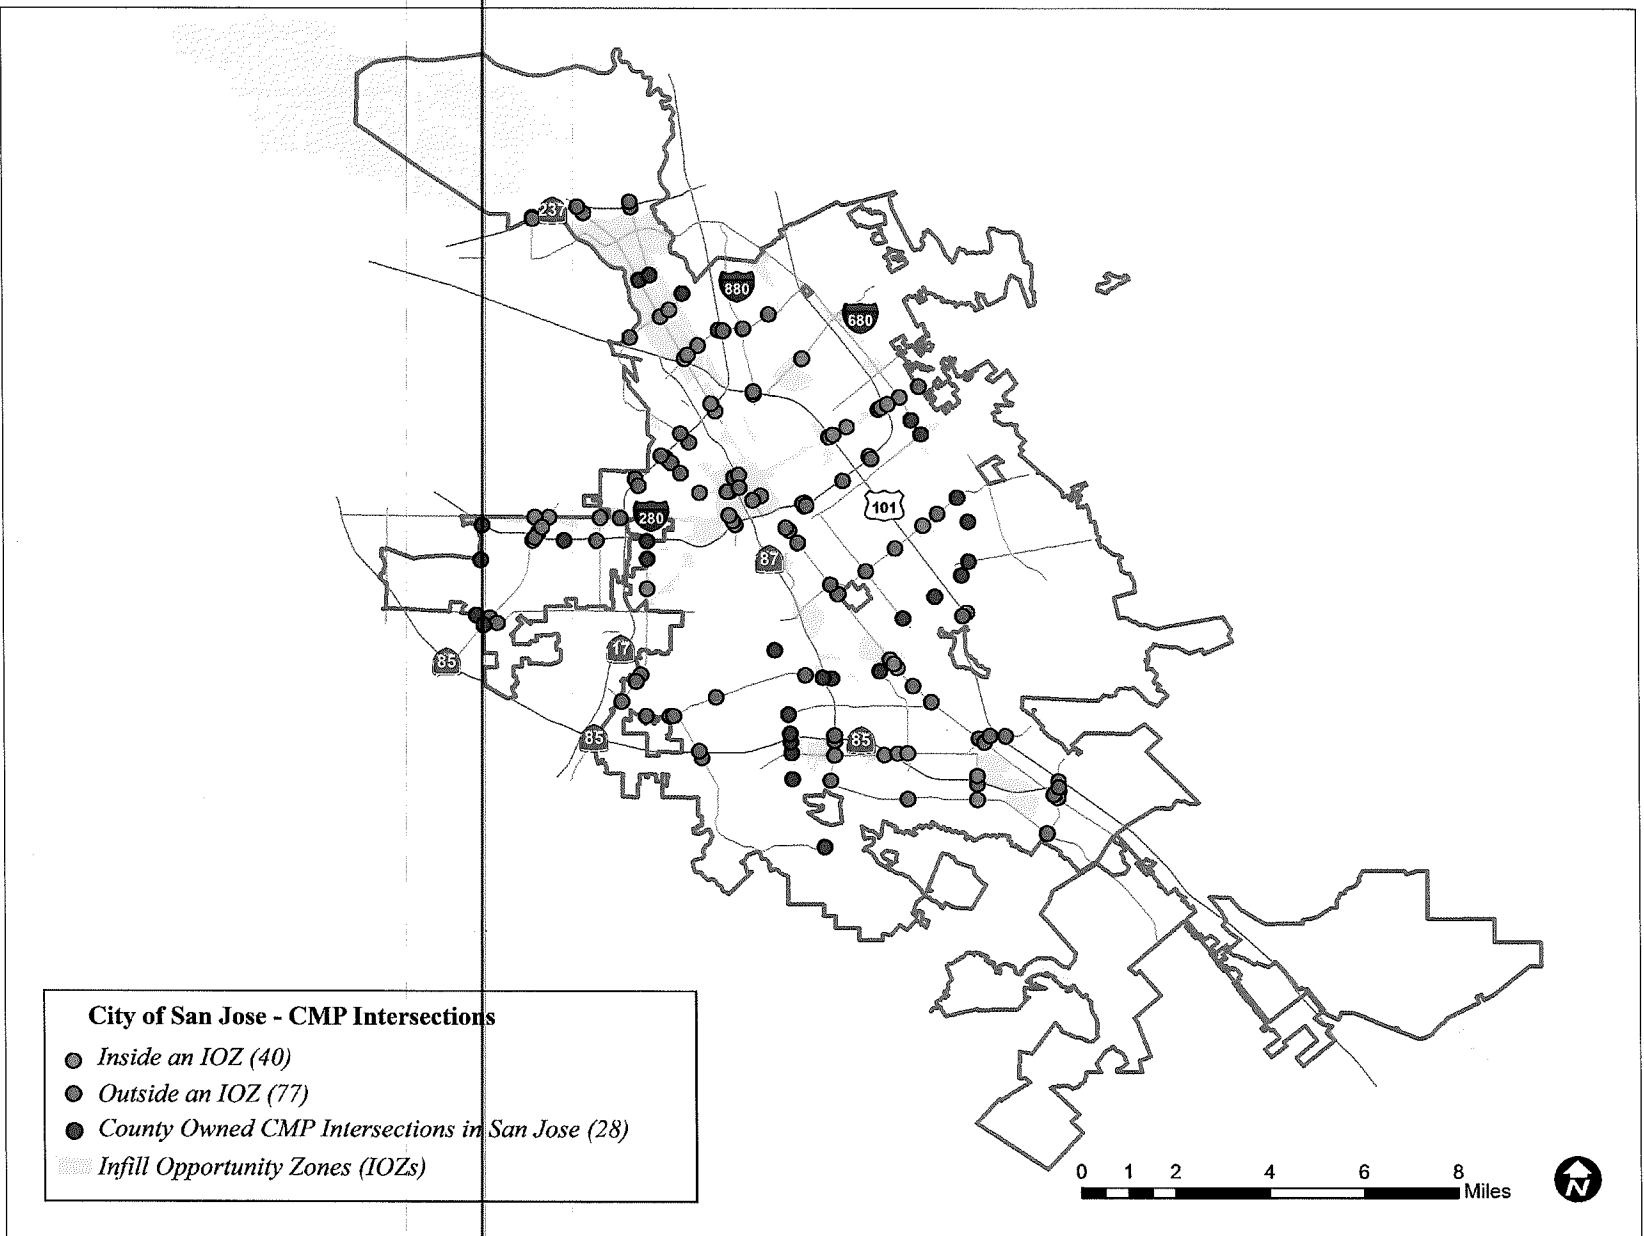 237
880
680
101
280
87
17
85
85
85
City of San Jose - CMP Intersections
Inside an IOZ (40)
Outside an IOZ (77)
County Owned CMP Intersections in San Jose (28)
Infill Opportunity Zones (IOZs)
0 1 2 4 6 8
Miles
N